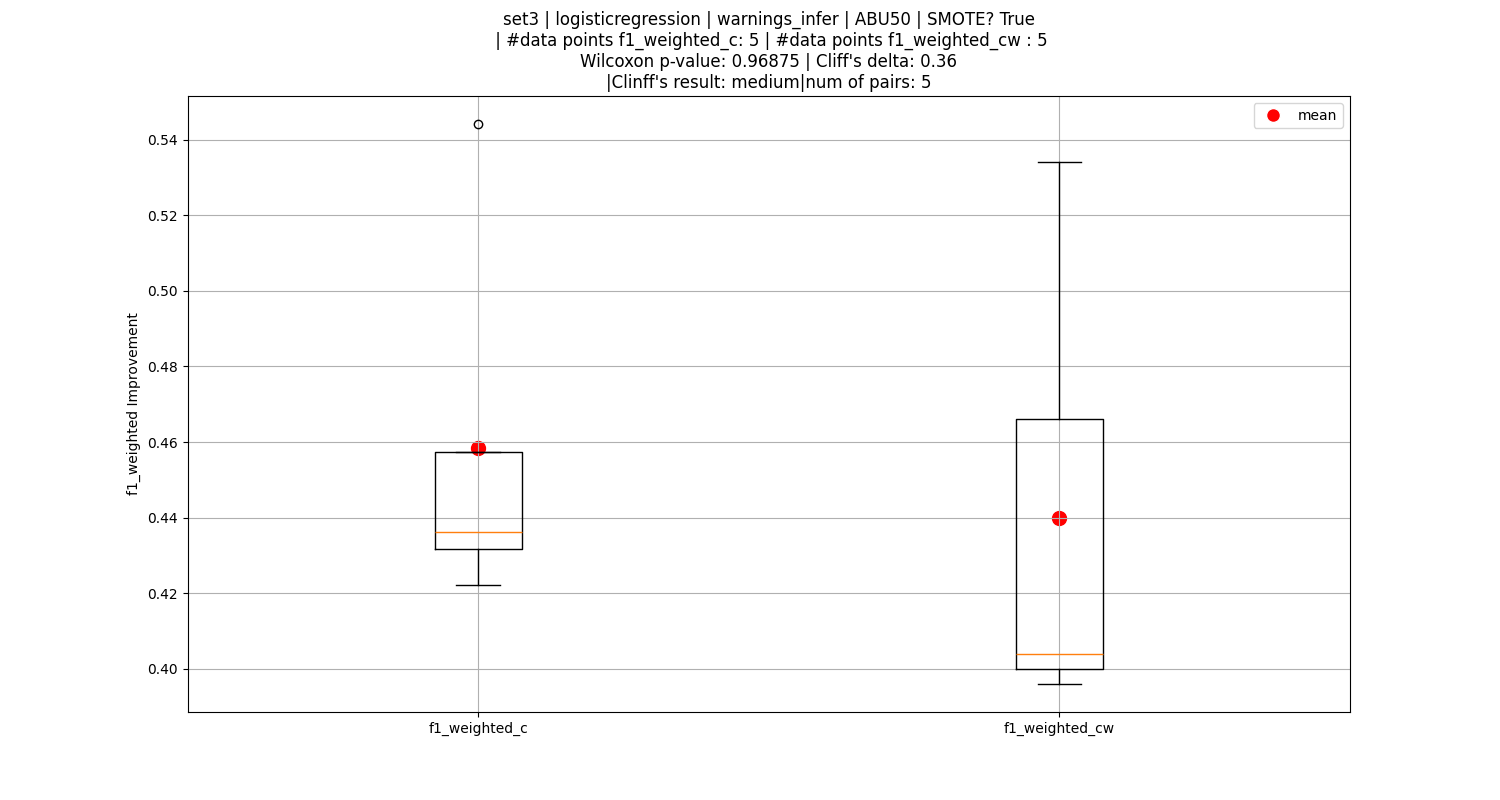 set3 | logisticregression | warnings_infer | ABU50 | SMOTE? True
| #data points f1_weighted_c: 5 | #data points f1_weighted_cw : 5
Wilcoxon p-value: 0.96875 | Cliff's delta: 0.36
|Clinff's result: medium|num of pairs: 5
mean
0.54
0.52
0.50
0.48
0.46
0.44
0.42
0.40
f1_weighted Improvement
f1_weighted_c
f1_weighted_cw